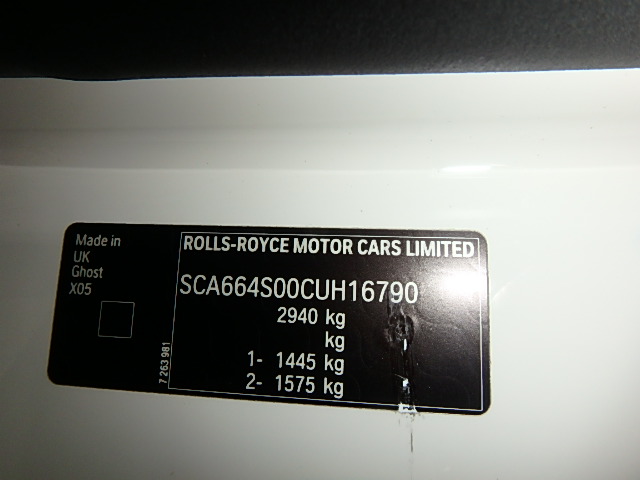 Made in
UK
Ghost
X05
7 263 981
ROLLS-ROYCE MOTOR CARS LIMITED
SCA664S00CUH16790
2940 kg
kg
1- 1445 kg
2- 1575 kg